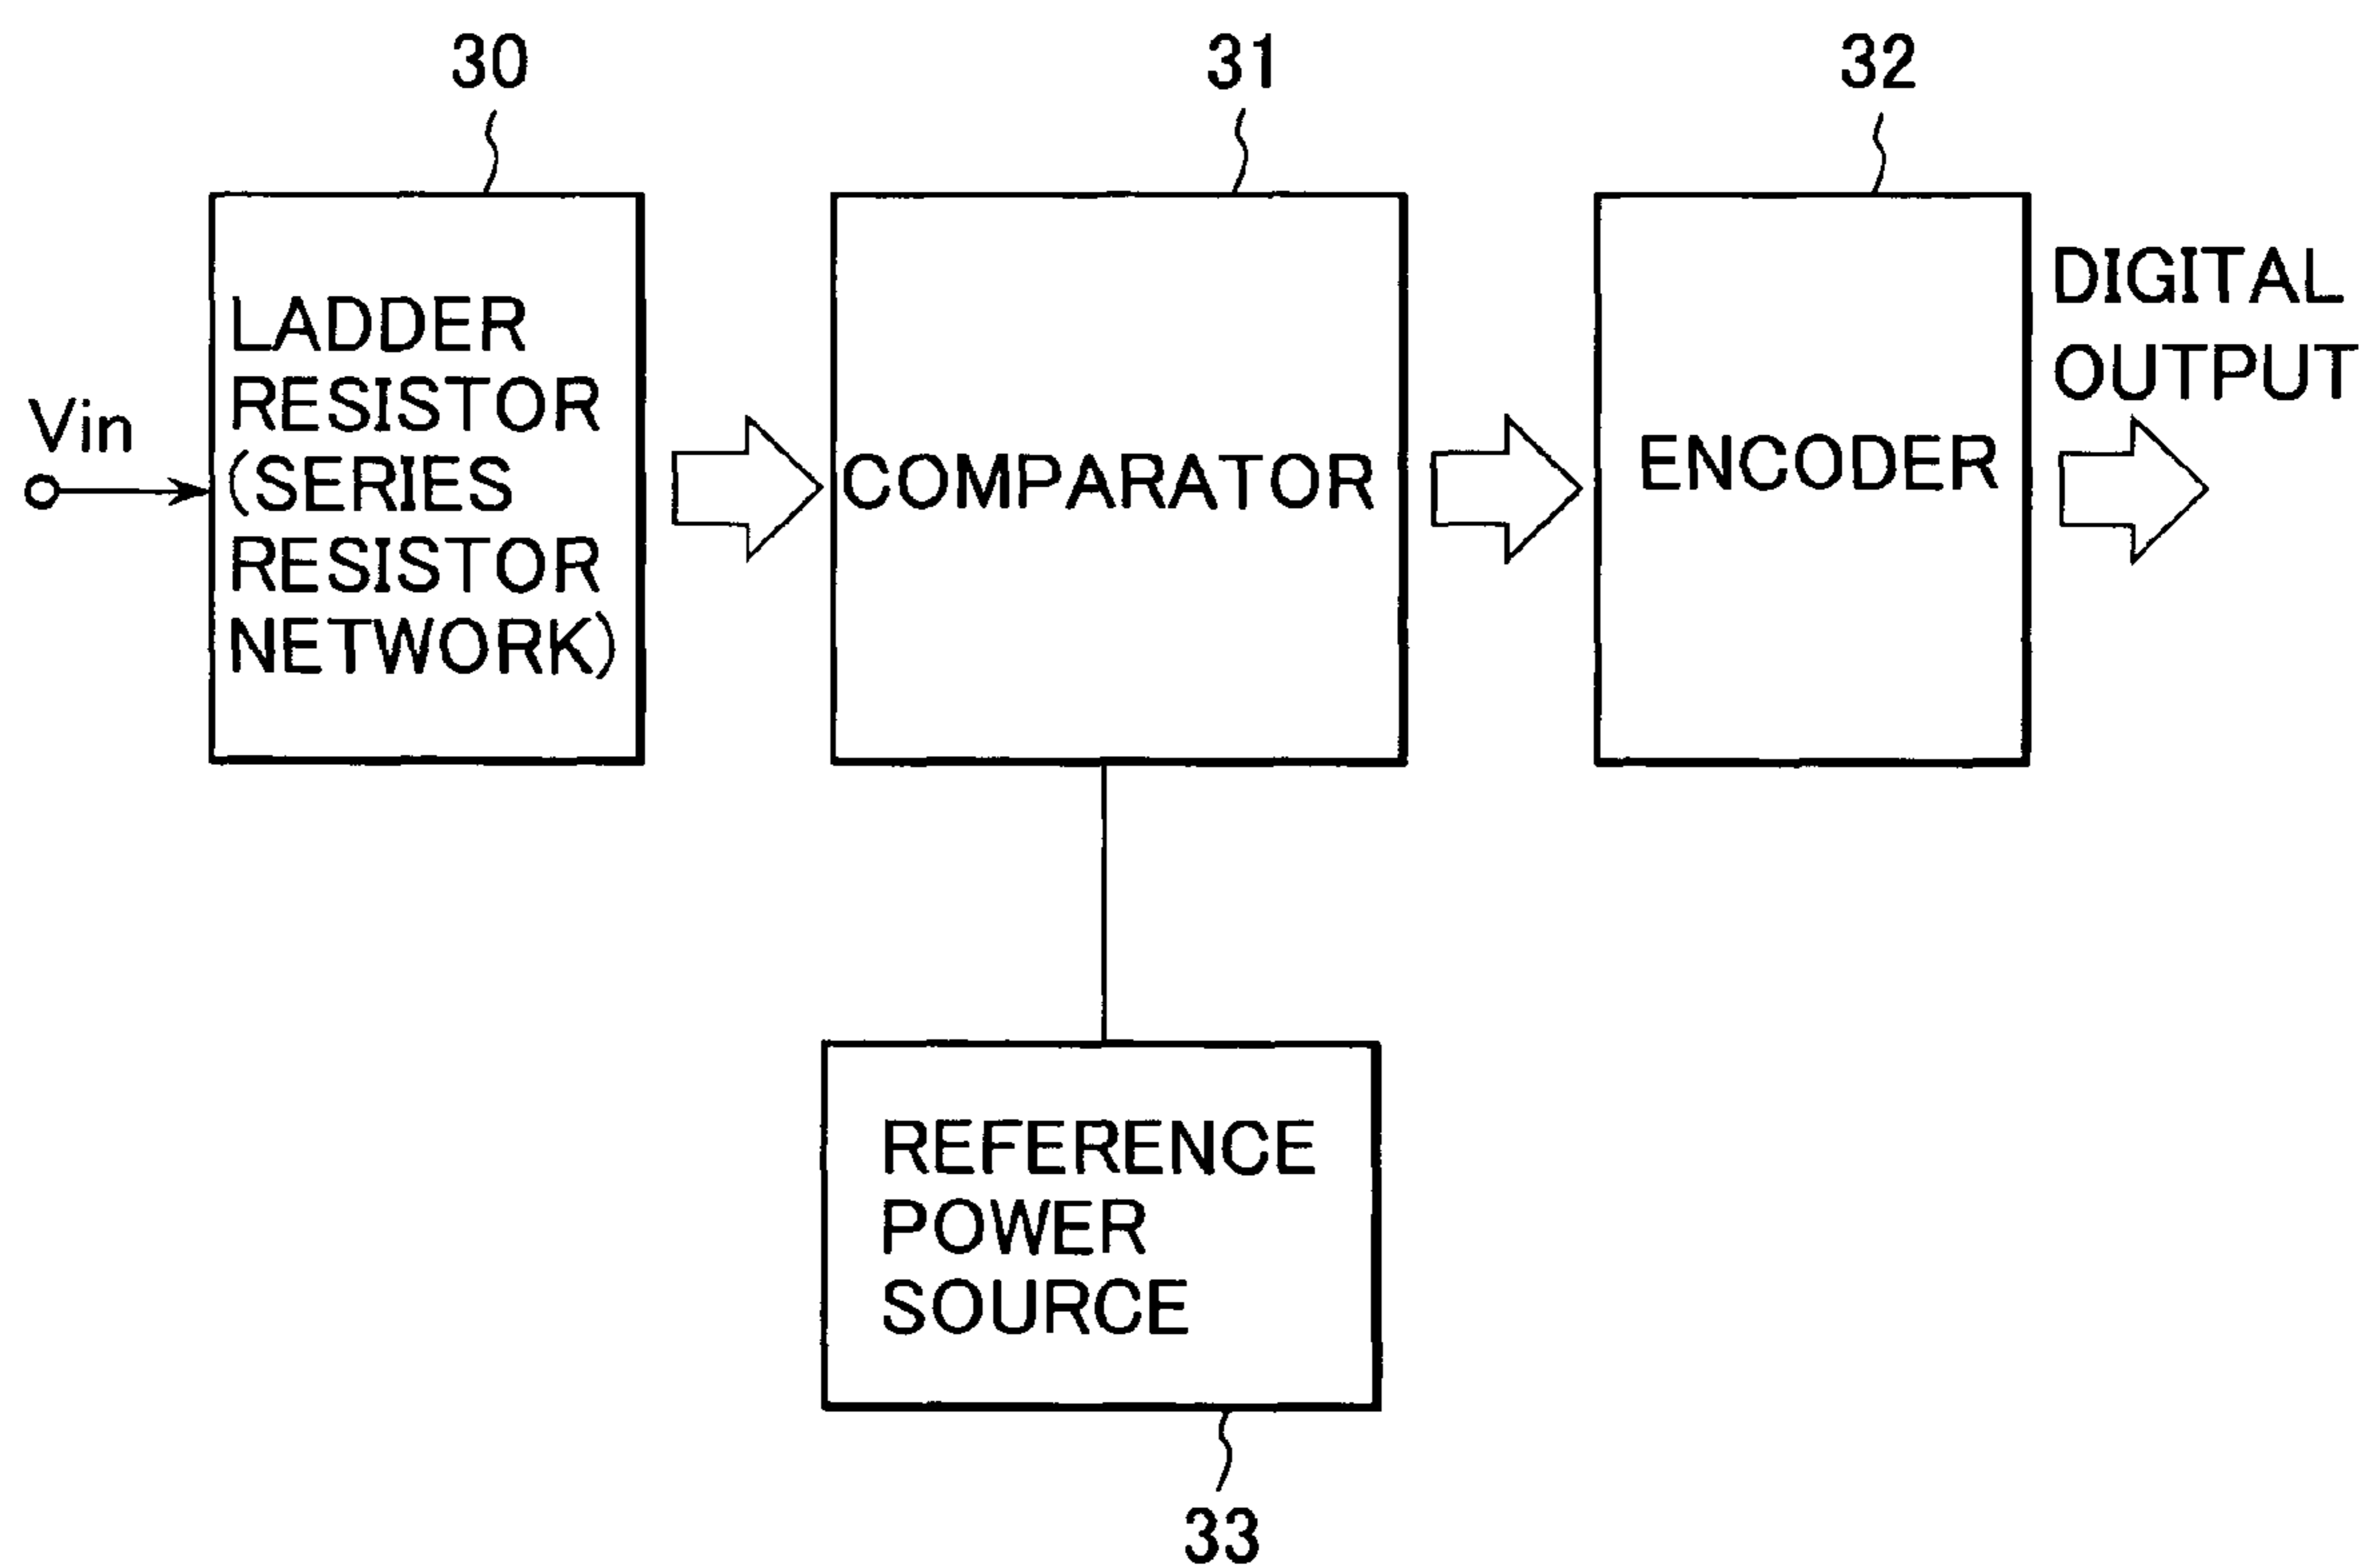 30
31
32
Vin
LADDER
RESISTOR
(SERIES
RESISTOR
NETWORK)
COMPARATOR
ENCODER
DIGITAL
OUTPUT
REFERENCE
POWER
SOURCE
33